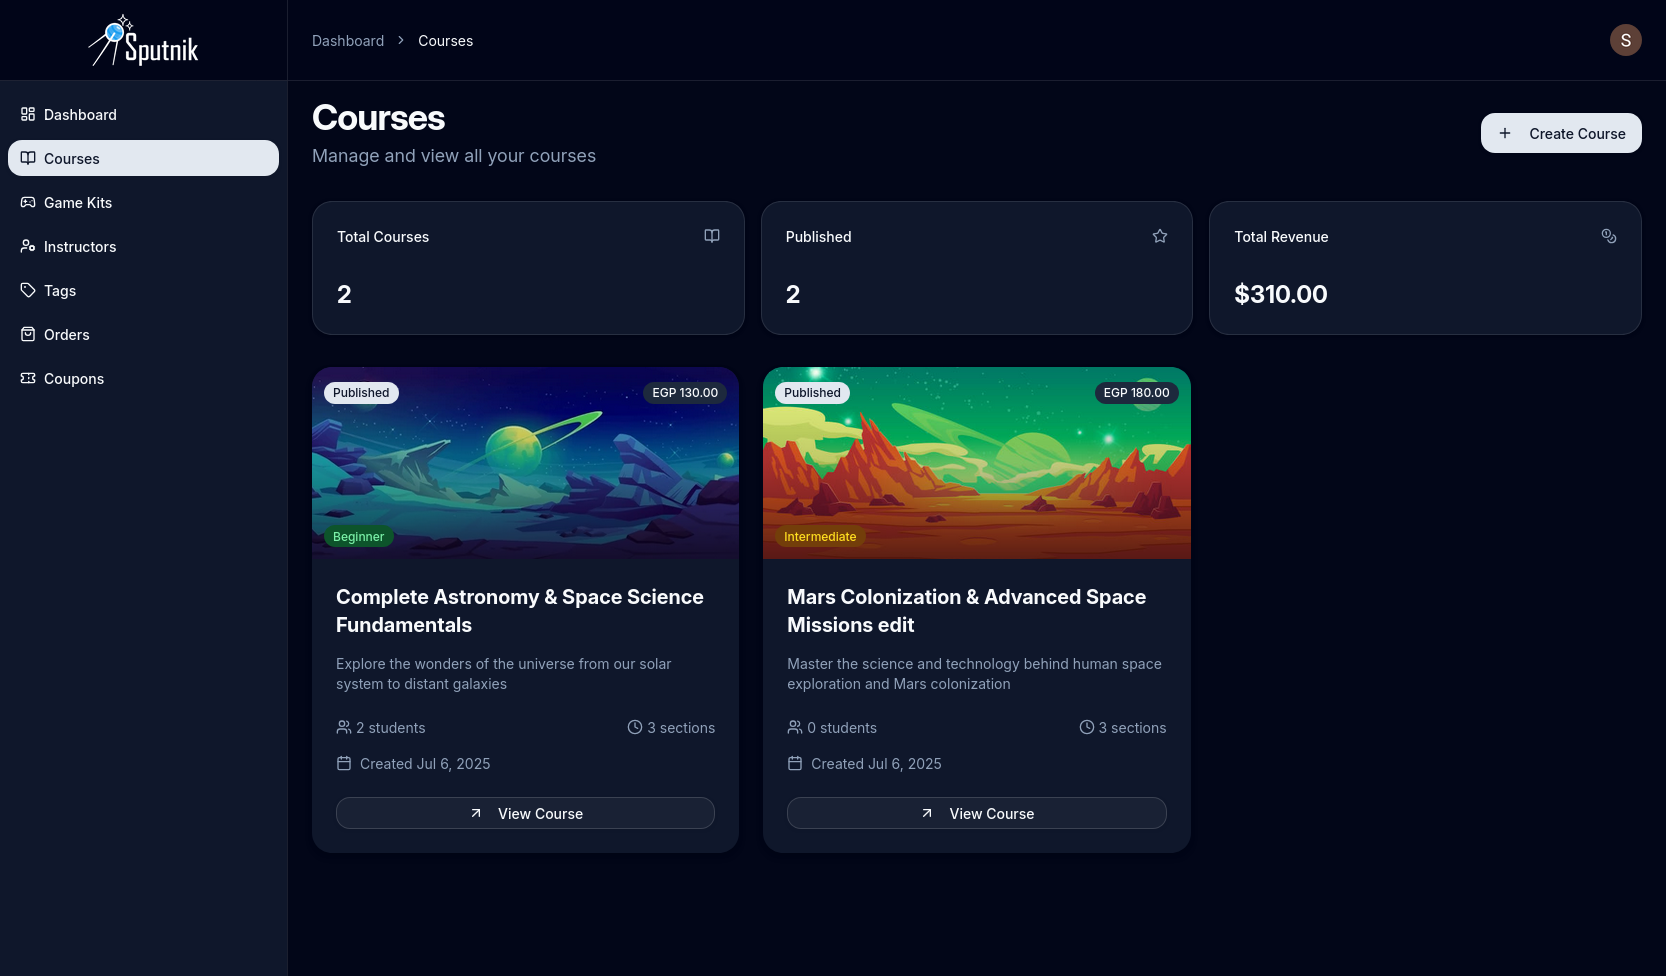 Sputnik
Dashboard > Courses
S
Dashboard
Courses
Game Kits
Instructors
Tags
Orders
Coupons
Courses
Manage and view all your courses
+ Create Course
Total Courses
2
Published
2
Total Revenue
$310.00
Published
EGP 130.00
Beginner
Complete Astronomy & Space Science
Fundamentals
Explore the wonders of the universe from our solar
system to distant galaxies
2 students
3 sections
Created Jul 6, 2025
View Course
Published
EGP 180.00
Intermediate
Mars Colonization & Advanced Space
Missions edit
Master the science and technology behind human space
exploration and Mars colonization
0 students
3 sections
Created Jul 6, 2025
View Course